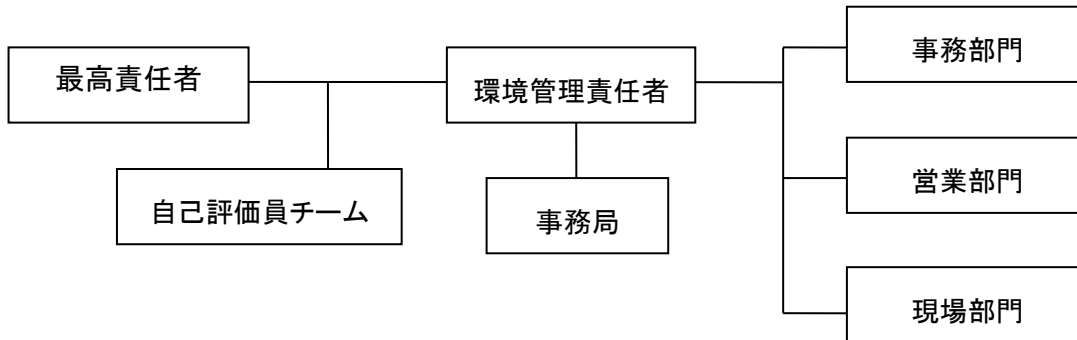 最高責任者
環境管理責任者
自己評価員チーム
事務局
事務部門
営業部門
現場部門